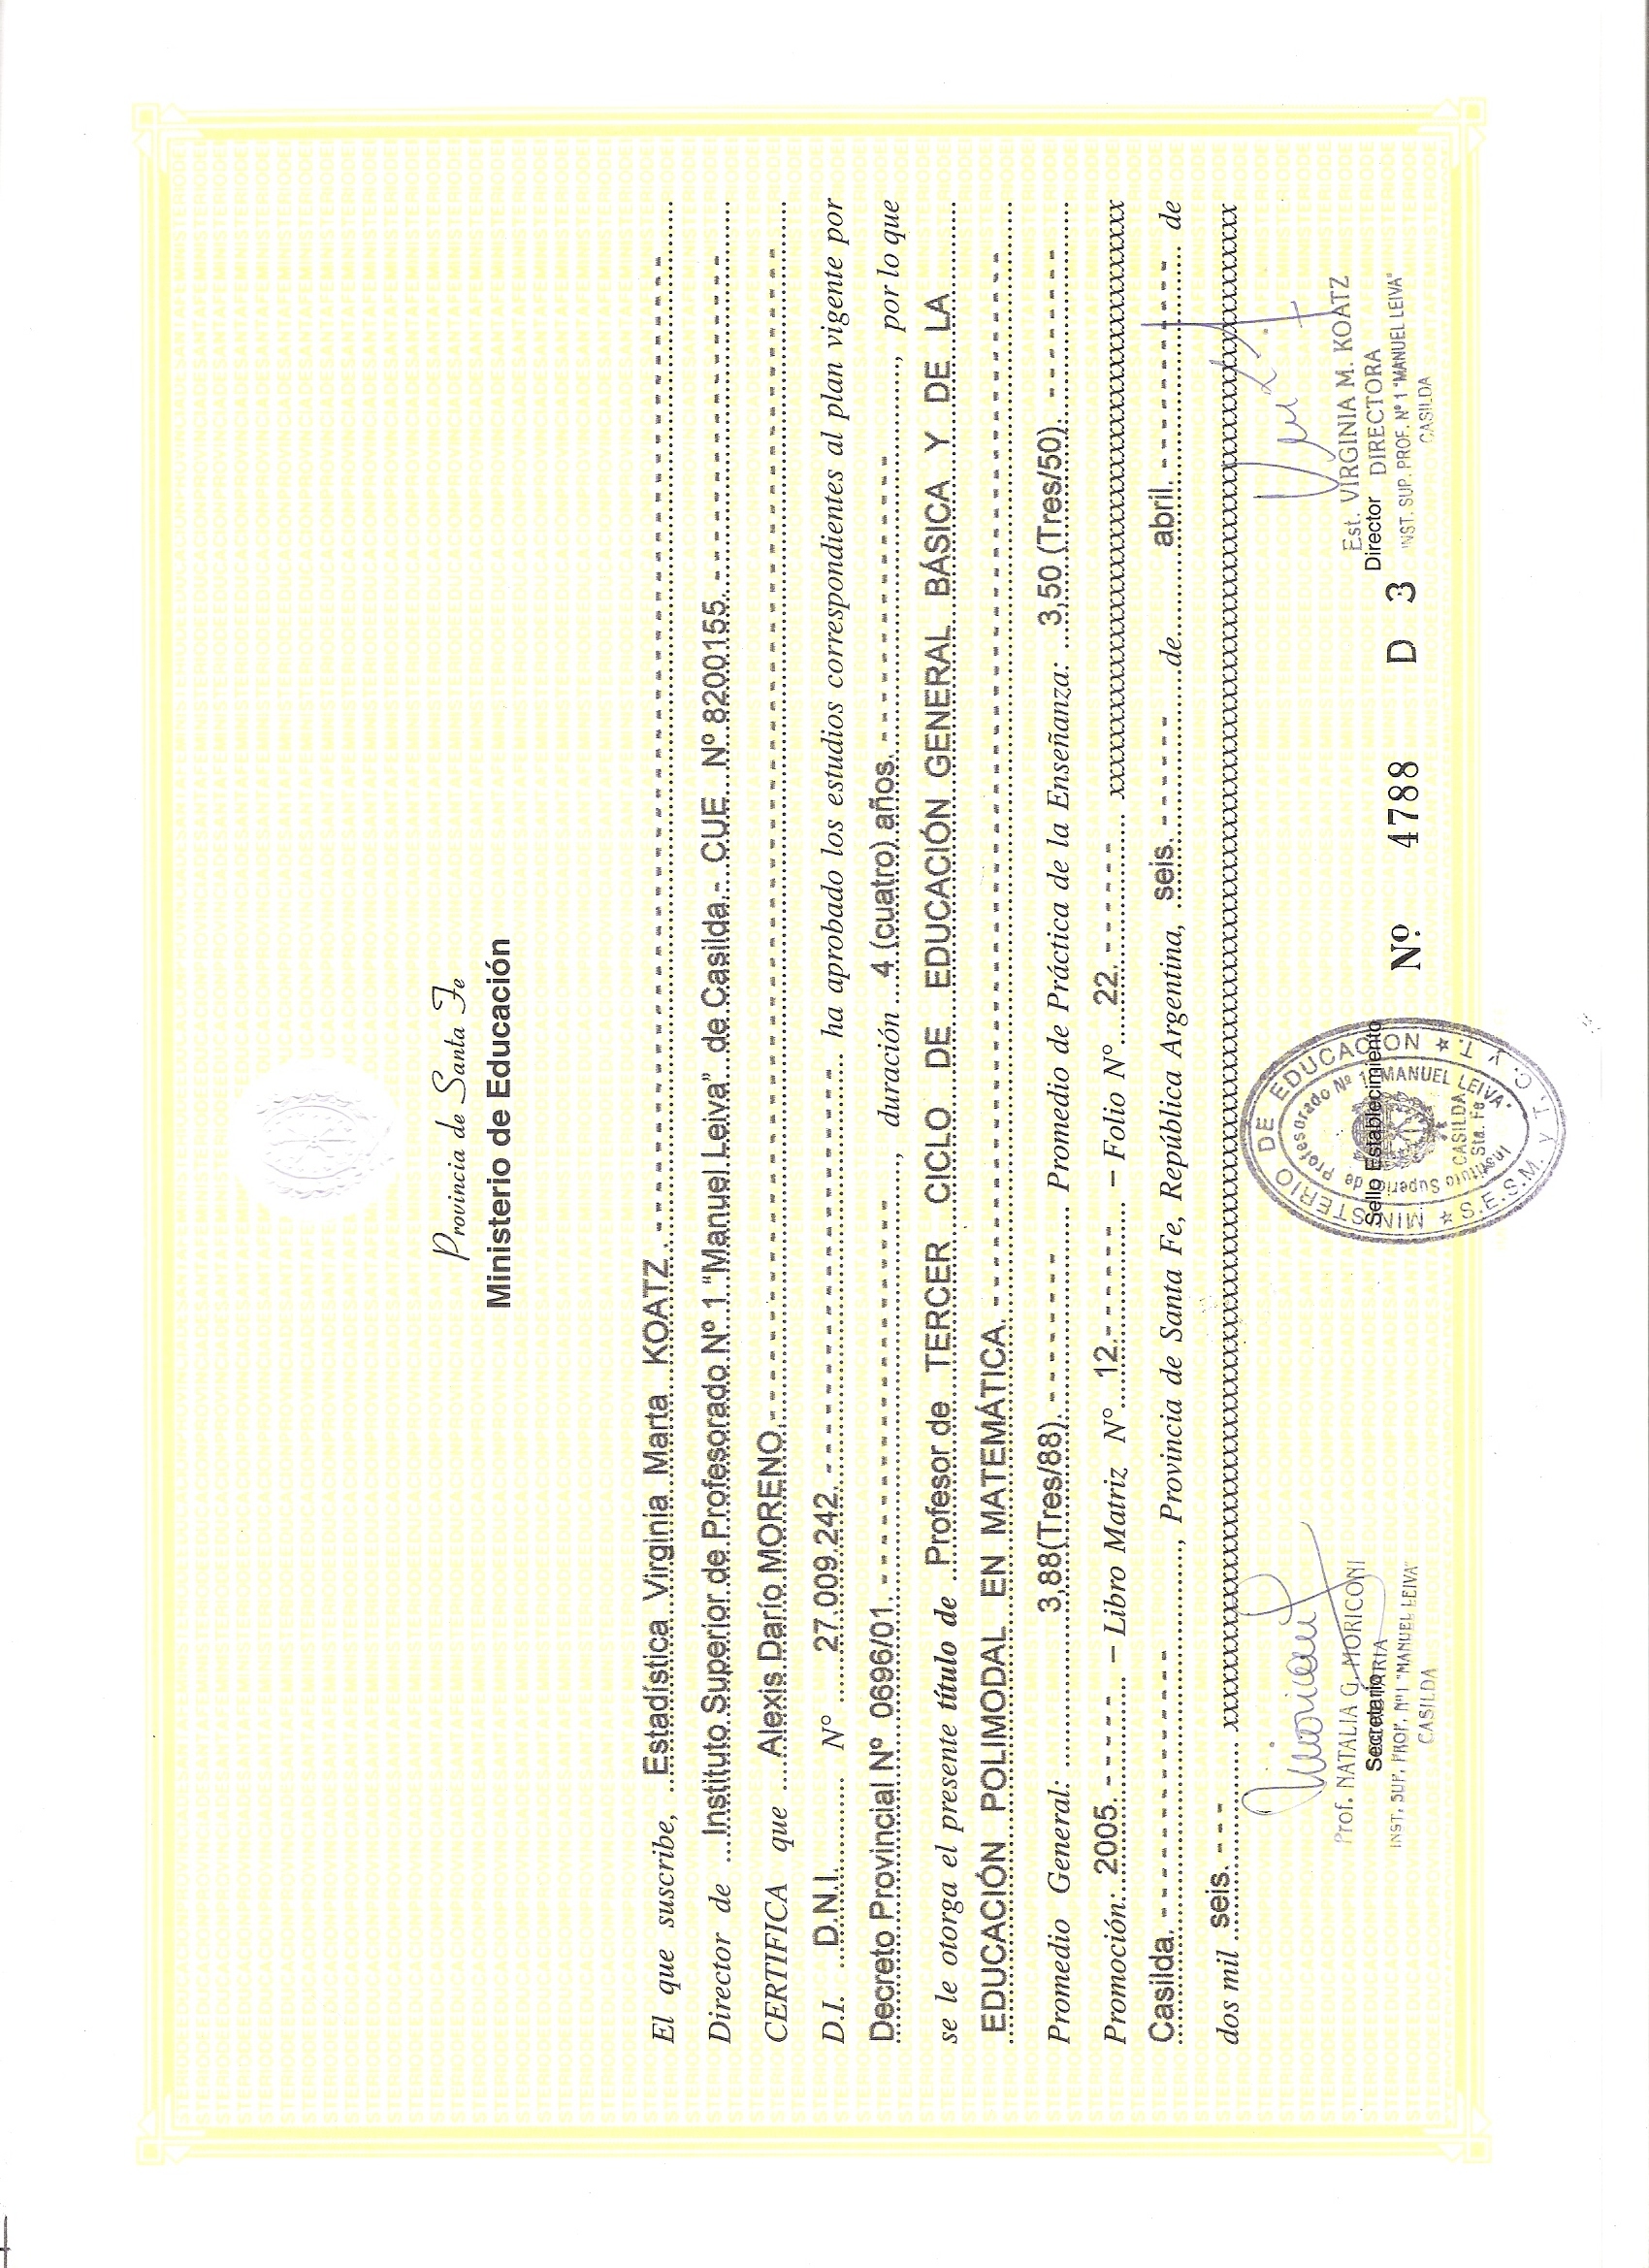 Provincia de Santa Fe
Ministerio de Educación
El que suscribe, Estadística Virginia Marta KOATZ.
Director de Instituto Superior de Profesorado Nº 1 “Manuel Leiva” de Casilda.- CUE Nº 8200155.
CERTIFICA que Alexis Darío MORENO.
D.I. D.N.I. N° 27.009.242. ha aprobado los estudios correspondientes al plan vigente por
Decreto Provincial Nº 0696/01. , duración 4 (cuatro) años. , por lo que
se le otorga el presente título de Profesor de TERCER CICLO DE EDUCACIÓN GENERAL BÁSICA Y DE LA
EDUCACIÓN POLIMODAL EN MATEMÁTICA.
Promedio General: 3,88(Tres/88). Promedio de Práctica de la Enseñanza: 3,50 (Tres/50).
Promoción: 2005. – Libro Matriz N° 12. – Folio N° 22. xxxxxxxxxxxxxxxxxxxxxxxxxxxxxxxxxxxxxxxxx
Casilda. , Provincia de Santa Fe, República Argentina, seis. de abril. de
dos mil seis. xxxxxxxxxxxxxxxxxxxxxxxxxxxxxxxxxxxxxxxxxxxxxxxxxxxxxxxxxxxxxxxxxxxxxxxxxxxxxxxxxxxxxxxxxxxxxxxxxxxxxxxxx
Prof. NATALIA G. MORICONI
Secretario
SECRETARIA
INST. SUP. PROF. Nº 1 "MANUEL LEIVA"
CASILDA
MINISTERIO DE EDUCACION
S.E.S.M. y T. C. Y T.
Instituto Superior de Profesorado Nº 1 "MANUEL LEIVA"
CASILDA
Sta. Fe
Sello Establecimiento
Nº 4788 D 3
Est. VIRGINIA M. KOATZ
Director DIRECTORA
INST. SUP. PROF. Nº 1 "MANUEL LEIVA"
CASILDA